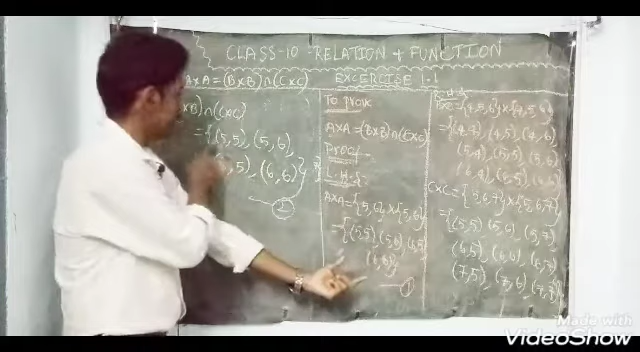 CLASS-10 RELATION + FUNCTION
EXCERCISE 1.1
AXA = (BXB)∩(CXC)
XB)∩(CXC)
= {(5,5), (5,6),
,5), (6,6)}
②
To prove
AXA = (BXB)∩(CXC)
Proof:-
L.H.S.
AXA = {5,6} X {5,6}
= {(5,5), (5,6), (6,5)
(6,6)}
①
BXB = {4,5,6} X {4,5,6}
= {(4,4), (4,5), (4,6)
(5,4), (5,5), (5,6)
(6,4), (6,5), (6,6)
CXC = {5,6,7} X {5,6,7}
= {(5,5) (5,6), (5,7)
(6,5), (6,6), (6,7)
(7,5), (7,6), (7,7)}
Made with
VideoShow